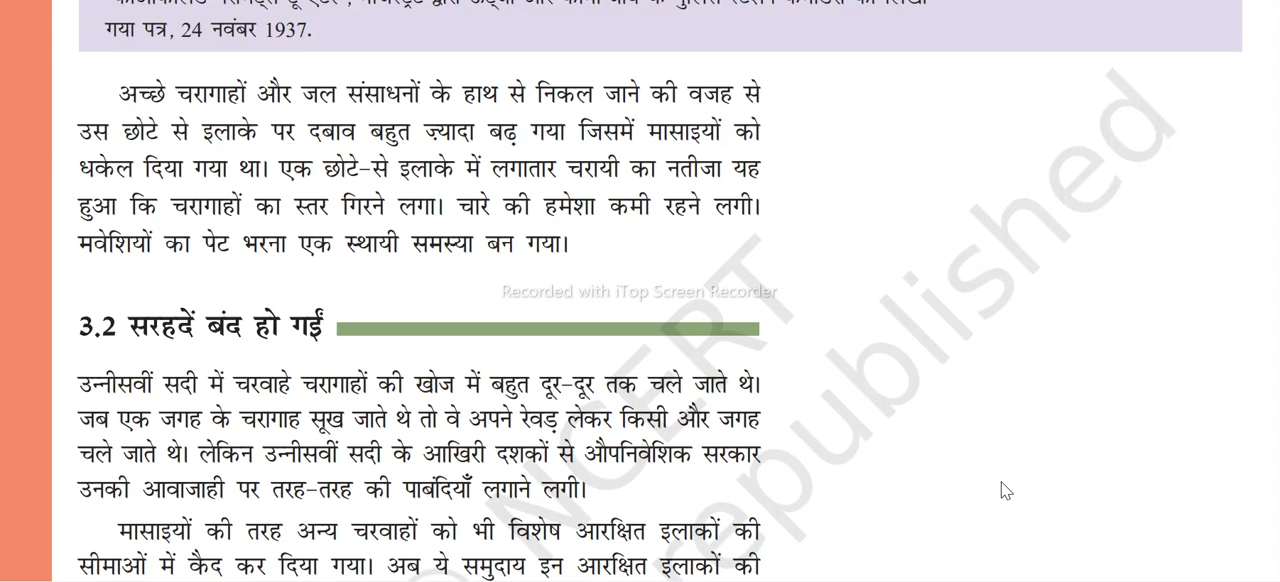 गया पत्र, 24 नवंबर 1937.
अच्छे चरागाहों और जल संसाधनों के हाथ से निकल जाने की वजह से
उस छोटे से इलाके पर दबाव बहुत ज़्यादा बढ़ गया जिसमें मासाइयों को
धकेल दिया गया था। एक छोटे-से इलाके में लगातार चरायी का नतीजा यह
हुआ कि चरागाहों का स्तर गिरने लगा। चारे की हमेशा कमी रहने लगी।
मवेशियों का पेट भरना एक स्थायी समस्या बन गया।
Recorded with iTop Screen Recorder
3.2 सरहदें बंद हो गईं
उन्नीसवीं सदी में चरवाहे चरागाहों की खोज में बहुत दूर-दूर तक चले जाते थे।
जब एक जगह के चरागाह सूख जाते थे तो वे अपने रेवड़ लेकर किसी और जगह
चले जाते थे। लेकिन उन्नीसवीं सदी के आखिरी दशकों से औपनिवेशिक सरकार
उनकी आवाजाही पर तरह-तरह की पाबंदियाँ लगाने लगी।
मासाइयों की तरह अन्य चरवाहों को भी विशेष आरक्षित इलाकों की
सीमाओं में कैद कर दिया गया। अब ये समुदाय इन आरक्षित इलाकों की
NCERT
republished